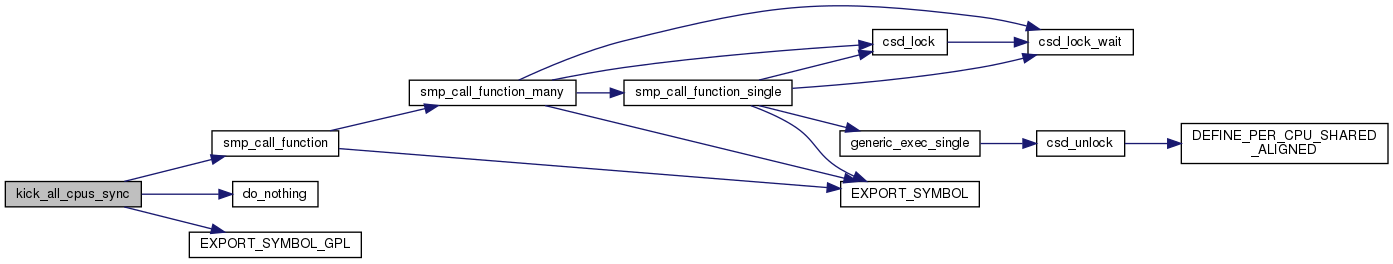 kick_all_cpus_sync
smp_call_function
do_nothing
EXPORT_SYMBOL_GPL
smp_call_function_many
smp_call_function_single
csd_lock
csd_lock_wait
generic_exec_single
EXPORT_SYMBOL
csd_unlock
DEFINE_PER_CPU_SHARED
_ALIGNED